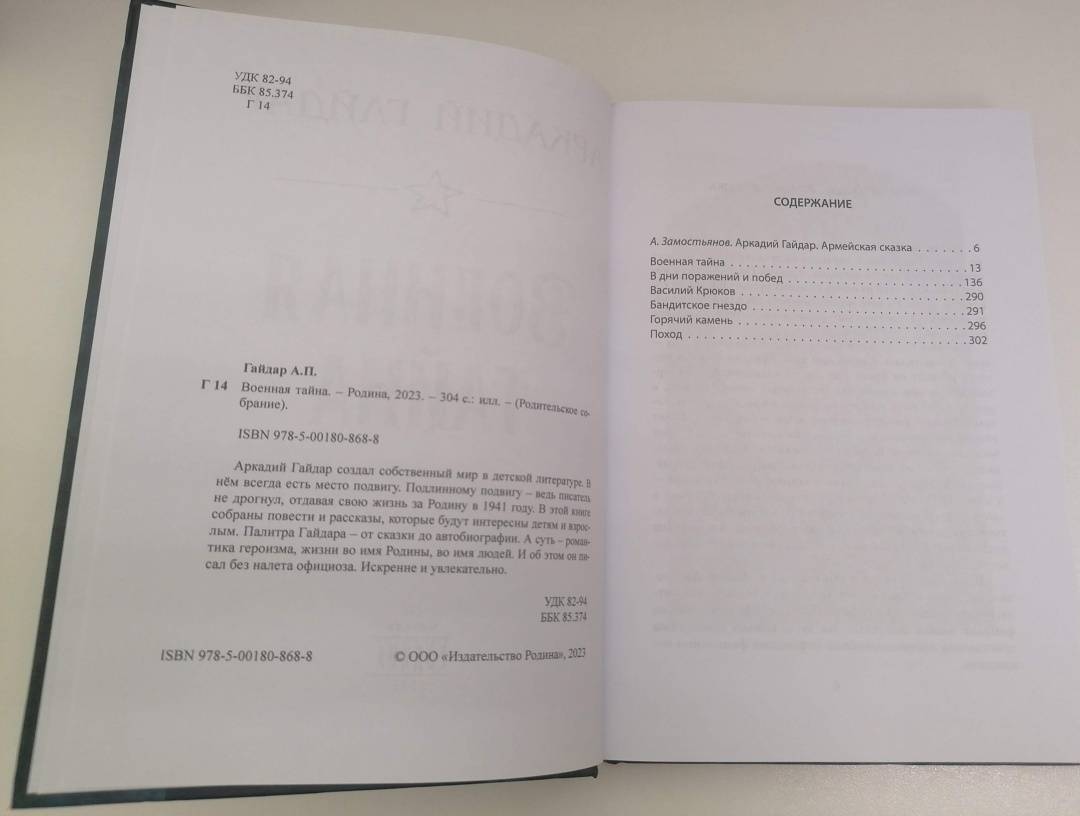 УДК 82-94
ББК 85.374
Г 14
Гайдар А.П.
Г 14 Военная тайна. – Родина, 2023. – 304 с.: илл. – (Родительское со-
брание).
ISBN 978-5-00180-868-8
Аркадий Гайдар создал собственный мир в детской литературе. В
нём всегда есть место подвигу. Подлинному подвигу – ведь писатель
не дрогнул, отдавая свою жизнь за Родину в 1941 году. В этой книге
собраны повести и рассказы, которые будут интересны детям и взрос-
лым. Палитра Гайдара – от сказки до автобиографии. А суть – роман-
тика героизма, жизни во имя Родины, во имя людей. И об этом он пи-
сал без налета официоза. Искренне и увлекательно.
УДК 82-94
ББК 85.374
ISBN 978-5-00180-868-8 © ООО «Издательство Родина», 2023
СОДЕРЖАНИЕ
А. Замостьянов. Аркадий Гайдар. Армейская сказка . . . . . . . 6
Военная тайна . . . . . . . . . . . . . . . . . . . . . . . . . . . . . . . 13
В дни поражений и побед . . . . . . . . . . . . . . . . . . . . . . . 136
Василий Крюков . . . . . . . . . . . . . . . . . . . . . . . . . . . . . 290
Бандитское гнездо . . . . . . . . . . . . . . . . . . . . . . . . . . . . 291
Горячий камень . . . . . . . . . . . . . . . . . . . . . . . . . . . . . . 296
Поход . . . . . . . . . . . . . . . . . . . . . . . . . . . . . . . . . . . . . 302